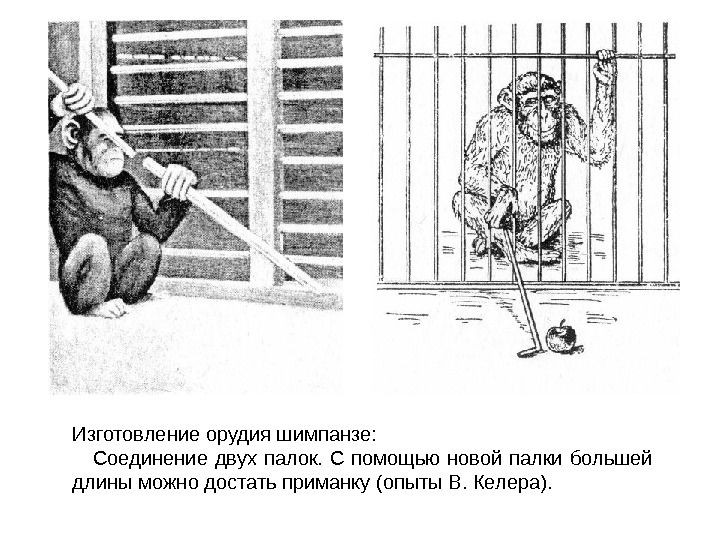 Изготовление орудия шимпанзе:
Соединение двух палок. С помощью новой палки большей
длины можно достать приманку (опыты В. Келера).